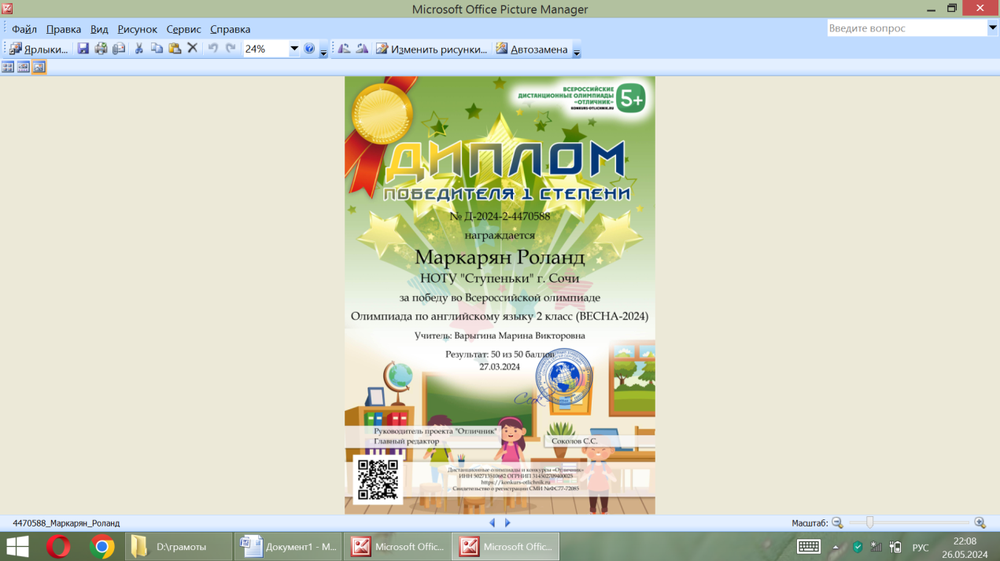 Microsoft Office Picture Manager
Файл Правка Вид Рисунок Сервис Справка
Введите вопрос
Ярлыки...
24%
Изменить рисунки...
Автозамена
ВСЕРОССИЙСКИЕ
ДИСТАНЦИОННЫЕ ОЛИМПИАДЫ
«ОТЛИЧНИК»
KONKURS-OTLICHNIK.RU
5+
ДИПЛОМ
ПОБЕДИТЕЛЯ 1 СТЕПЕНИ
№ Д-2024-2-4470588
награждается
Маркарян Роланд
НОТУ "Ступеньки" г. Сочи
за победу во Всероссийской олимпиаде
Олимпиада по английскому языку 2 класс (ВЕСНА-2024)
Учитель: Варыгина Марина Викторовна
Результат: 50 из 50 баллов
27.03.2024
Руководитель проекта "Отличник"
Главный редактор
Соколов С.С.
Дистанционные олимпиады и конкурсы «Отличник»
ИНН 502713510682 ОГРНИП 314502709400025
https://konkurs-otlichnik.ru
Свидетельство о регистрации СМИ №ФС77-72085
4470588_Маркарян_Роланд
Масштаб:
D:\грамоты
Документ1 - M...
Microsoft Offic...
Microsoft Offic...
РУС
22:08
26.05.2024